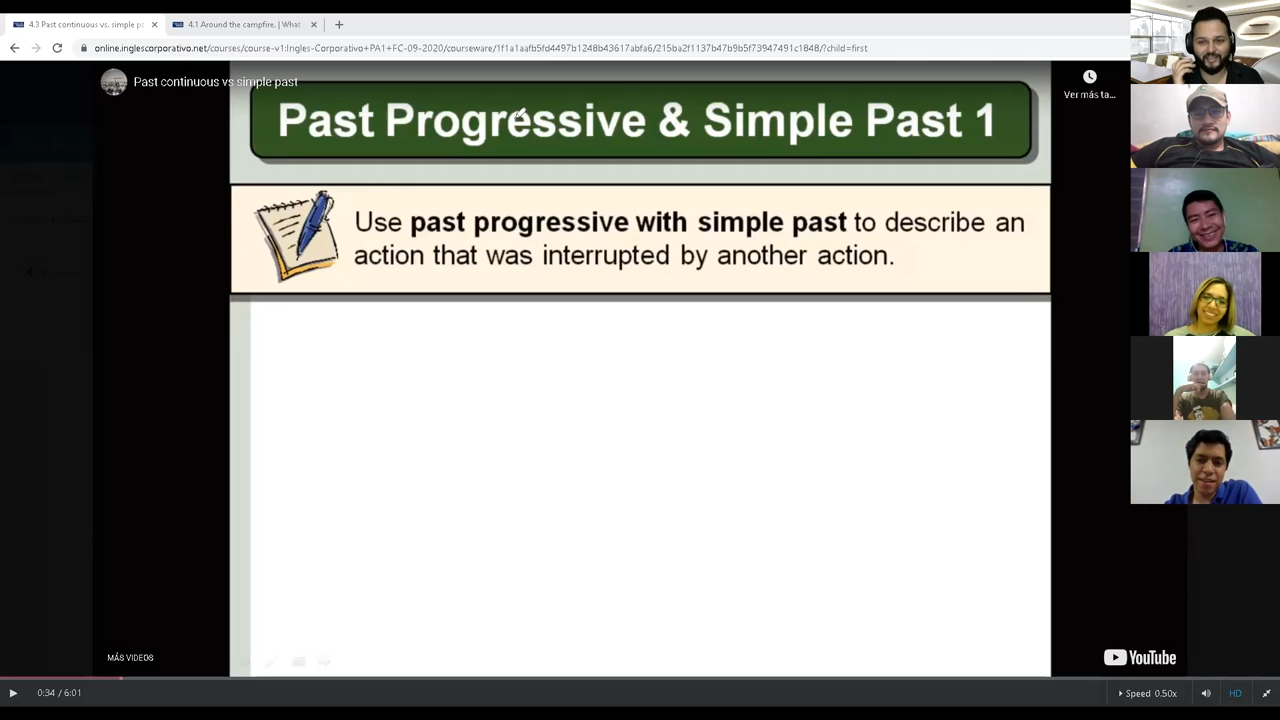 4.3 Past continuous vs. simple p
4.1 Around the campfire. | What
online.inglescorporativo.net/courses/course-v1:Ingles-Corporativo+PA1+FC-09-2020/courseware/1f1a1aafb5fd4497b1248b43617abfa6/215ba2f1137b47b9b5f73947491c1848/?child=first
Past continuous vs simple past
Ver más ta...
Past Progressive & Simple Past 1
Use past progressive with simple past to describe an
action that was interrupted by another action.
MÁS VIDEOS
YouTube
0:34 / 6:01
Speed 0.50x
HD